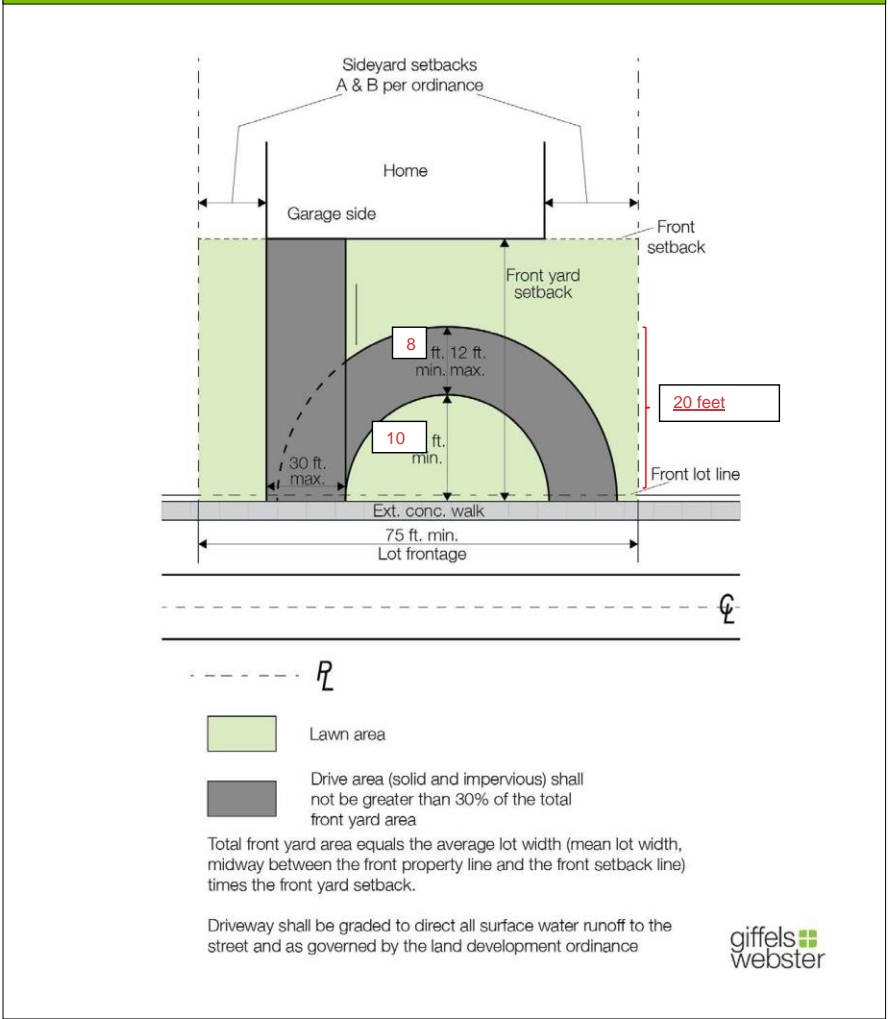 Sideyard setbacks
A & B per ordinance
Home
Garage side
Front
setback
Front yard
setback
8 ft. 12 ft.
min. max.
20 feet
10 ft.
min.
30 ft.
max.
Front lot line
Ext. conc. walk
75 ft. min.
Lot frontage
CL
PL
Lawn area
Drive area (solid and impervious) shall
not be greater than 30% of the total
front yard area
Total front yard area equals the average lot width (mean lot width,
midway between the front property line and the front setback line)
times the front yard setback.
Driveway shall be graded to direct all surface water runoff to the
street and as governed by the land development ordinance
giffels
webster